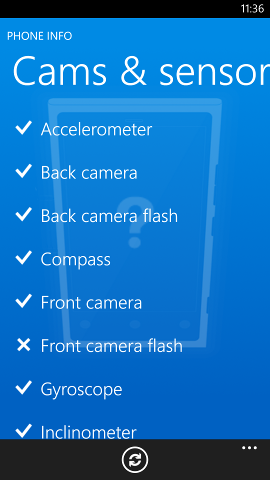 11:36
PHONE INFO
Cams & sensor
Accelerometer
Back camera
Back camera flash
Compass
Front camera
Front camera flash
Gyroscope
Inclinometer